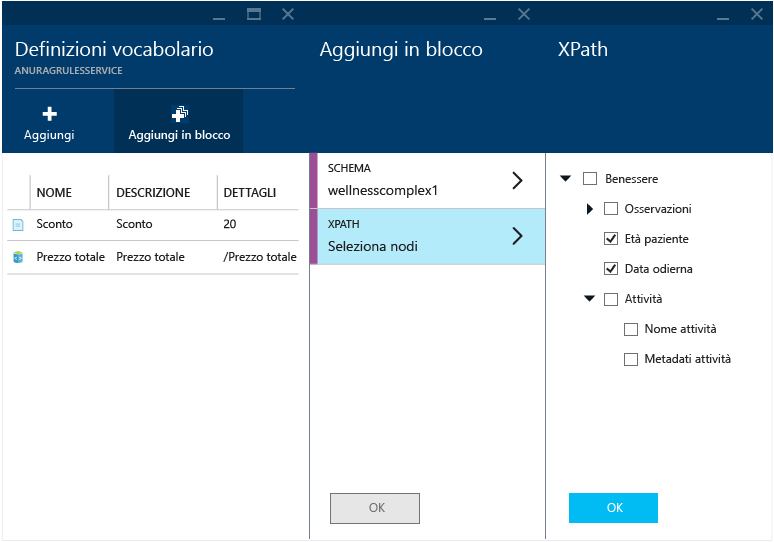 Definizioni vocabolario
ANURAGRULESSERVICE
Aggiungi
Aggiungi in blocco
NOME DESCRIZIONE DETTAGLI
Sconto Sconto 20
Prezzo totale Prezzo totale /Prezzo totale
Aggiungi in blocco
SCHEMA
wellnesscomplex1
XPATH
Seleziona nodi
OK
XPath
Benessere
Osservazioni
Età paziente
Data odierna
Attività
Nome attività
Metadati attività
OK